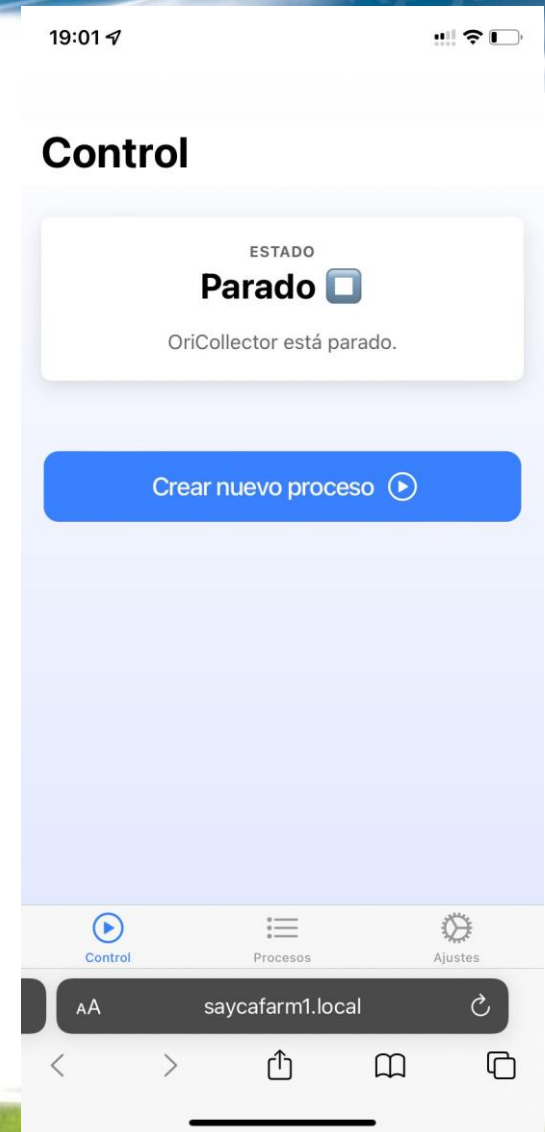 19:01
Control
ESTADO
Parado
OriCollector está parado.
Crear nuevo proceso
Control
Procesos
Ajustes
AA
saycafarm1.local